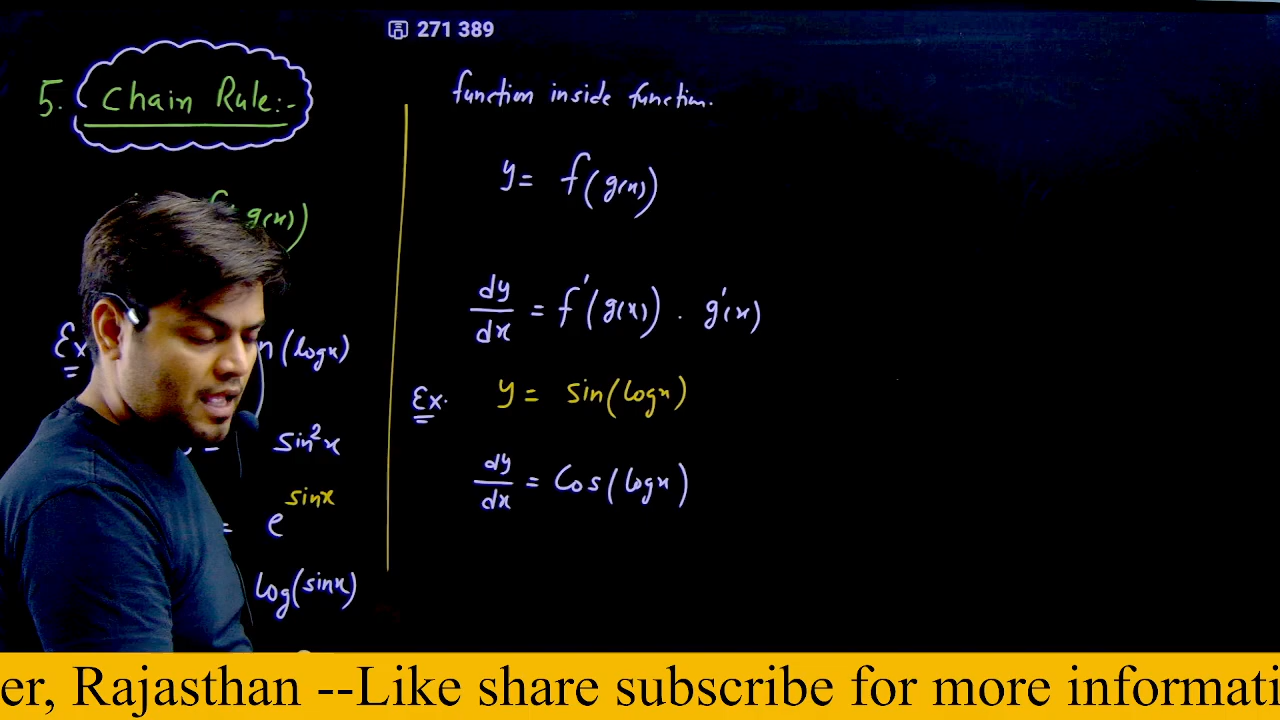 271 389
5. Chain Rule:-
g(x))
Ex
(logx)
sin²x
= e^sinx
log(sinx)
function inside function.
y = f(g(x))
dy/dx = f'(g(x)) . g'(x)
Ex. y = sin(logx)
dy/dx = Cos(logx)
er, Rajasthan --Like share subscribe for more informati